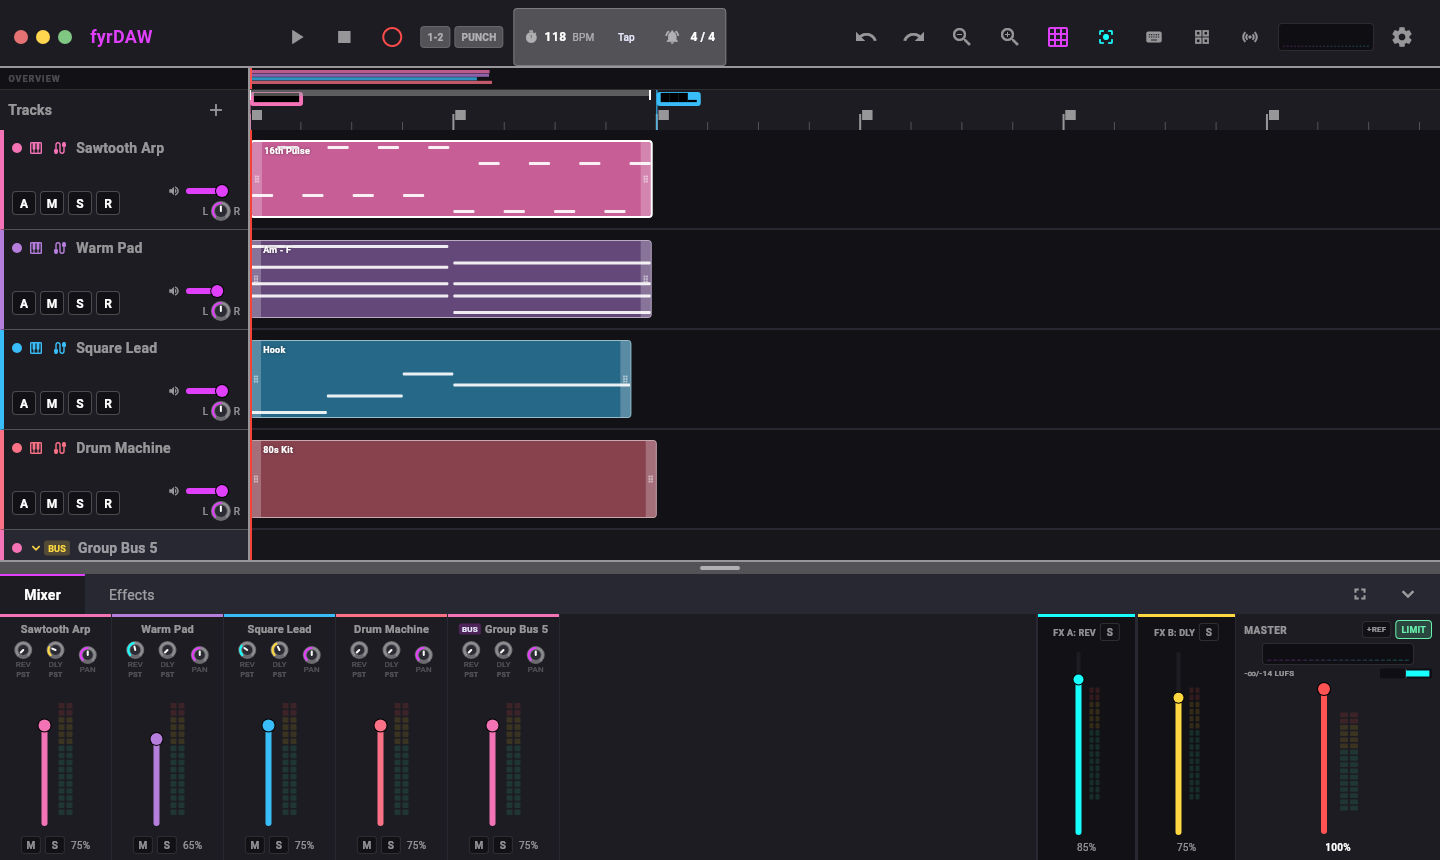 fyrDAW
1-2 PUNCH
118 BPM Tap 4 / 4
OVERVIEW
Tracks
Sawtooth Arp
A M S R
L R
16th Pulse
Warm Pad
A M S R
L R
Am - F
Square Lead
A M S R
L R
Hook
Drum Machine
A M S R
L R
80s Kit
BUS Group Bus 5
Mixer Effects
Sawtooth Arp
REV DLY PAN
PST PST
M S 75%
Warm Pad
REV DLY PAN
PST PST
M S 65%
Square Lead
REV DLY PAN
PST PST
M S 75%
Drum Machine
REV DLY PAN
PST PST
M S 75%
BUS Group Bus 5
REV DLY PAN
PST PST
M S 75%
FX A: REV S
85%
FX B: DLY S
75%
MASTER +REF LIMIT
-∞/-14 LUFS
100%